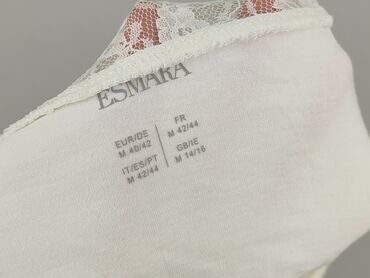 ESMARA
EUR/DE
M 40/42
FR
M 42/44
IT/ES/PT
M 42/44
GB/IE
M 14/16